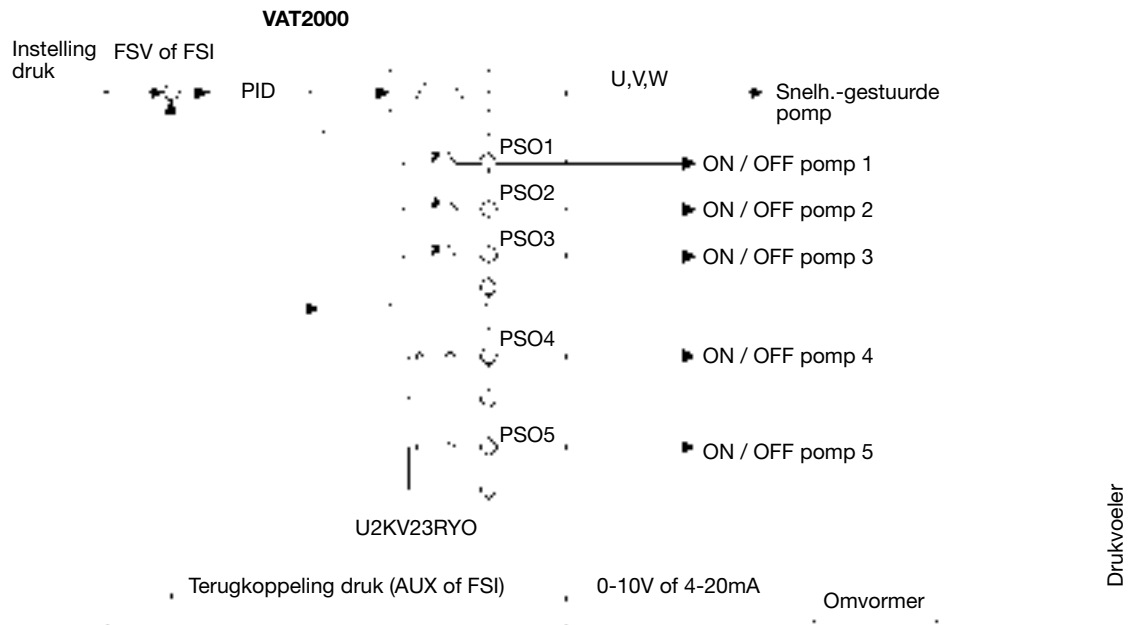 VAT2000
Instelling
druk
FSV of FSI
PID
U,V,W
Snelh.-gestuurde
pomp
PSO1
ON / OFF pomp 1
PSO2
ON / OFF pomp 2
PSO3
ON / OFF pomp 3
PSO4
ON / OFF pomp 4
PSO5
ON / OFF pomp 5
U2KV23RYO
Drukvoeler
Terugkoppeling druk (AUX of FSI)
0-10V of 4-20mA
Omvormer